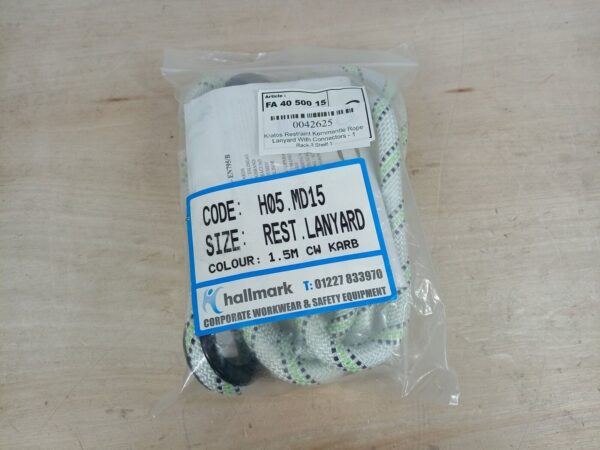 Article :
FA 40 500 15
0042625
Kratos Restraint Kernmantle Rope
Lanyard With Connectors - 1
Rack 3 Shelf 1
EN795/B
CODE: H05.MD15
SIZE: REST.LANYARD
COLOUR: 1.5M CW KARB
hallmark T: 01227 833970
CORPORATE WORKWEAR & SAFETY EQUIPMENT